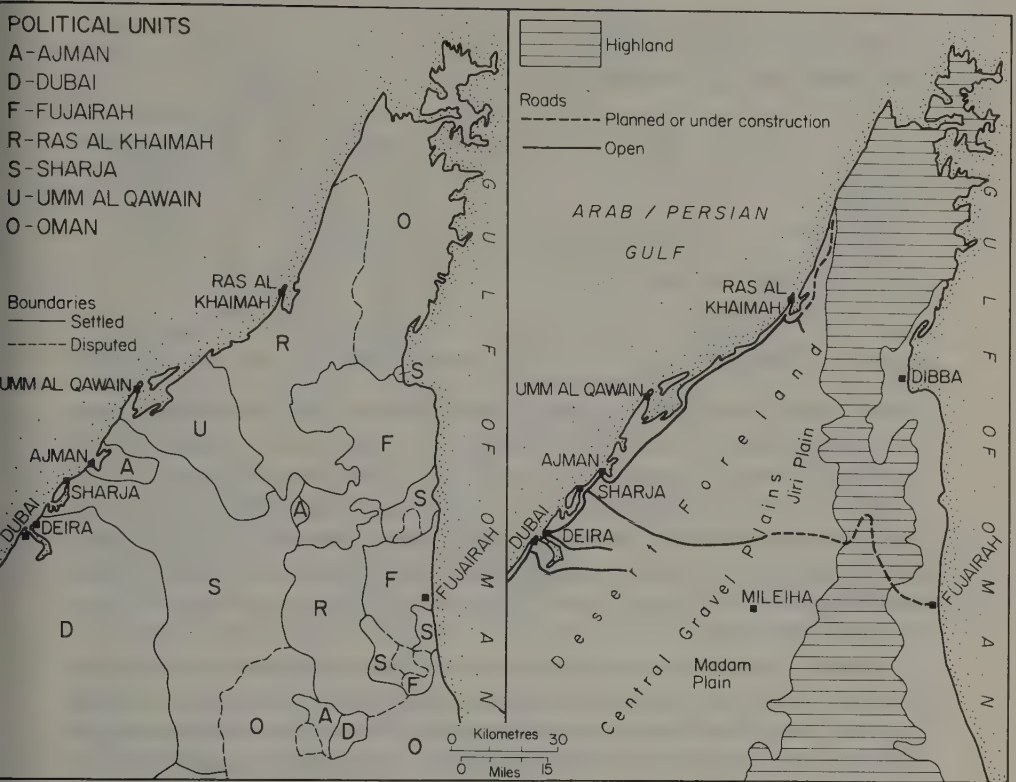 POLITICAL UNITS
A-AJMAN
D-DUBAI
F-FUJAIRAH
R-RAS AL KHAIMAH
S-SHARJA
U-UMM AL QAWAIN
O-OMAN
Boundaries
Settled
Disputed
RAS AL
KHAIMAH
UMM AL QAWAIN
AJMAN
SHARJA
DUBAI
DEIRA
FUJAIRAH
GULF OF OMAN
O
R
S
U
F
A
A
S
S
F
R
D
S
S
F
O
A
D
O
0 Kilometres 30
0 Miles 15
Highland
Roads
Planned or under construction
Open
ARAB / PERSIAN
GULF
RAS AL
KHAIMAH
UMM AL QAWAIN
AJMAN
SHARJA
DUBAI
DEIRA
DIBBA
FUJAIRAH
MILEIHA
Desert Foreland
Central Gravel Plains
Jiri Plain
Madam
Plain
GULF OF OMAN